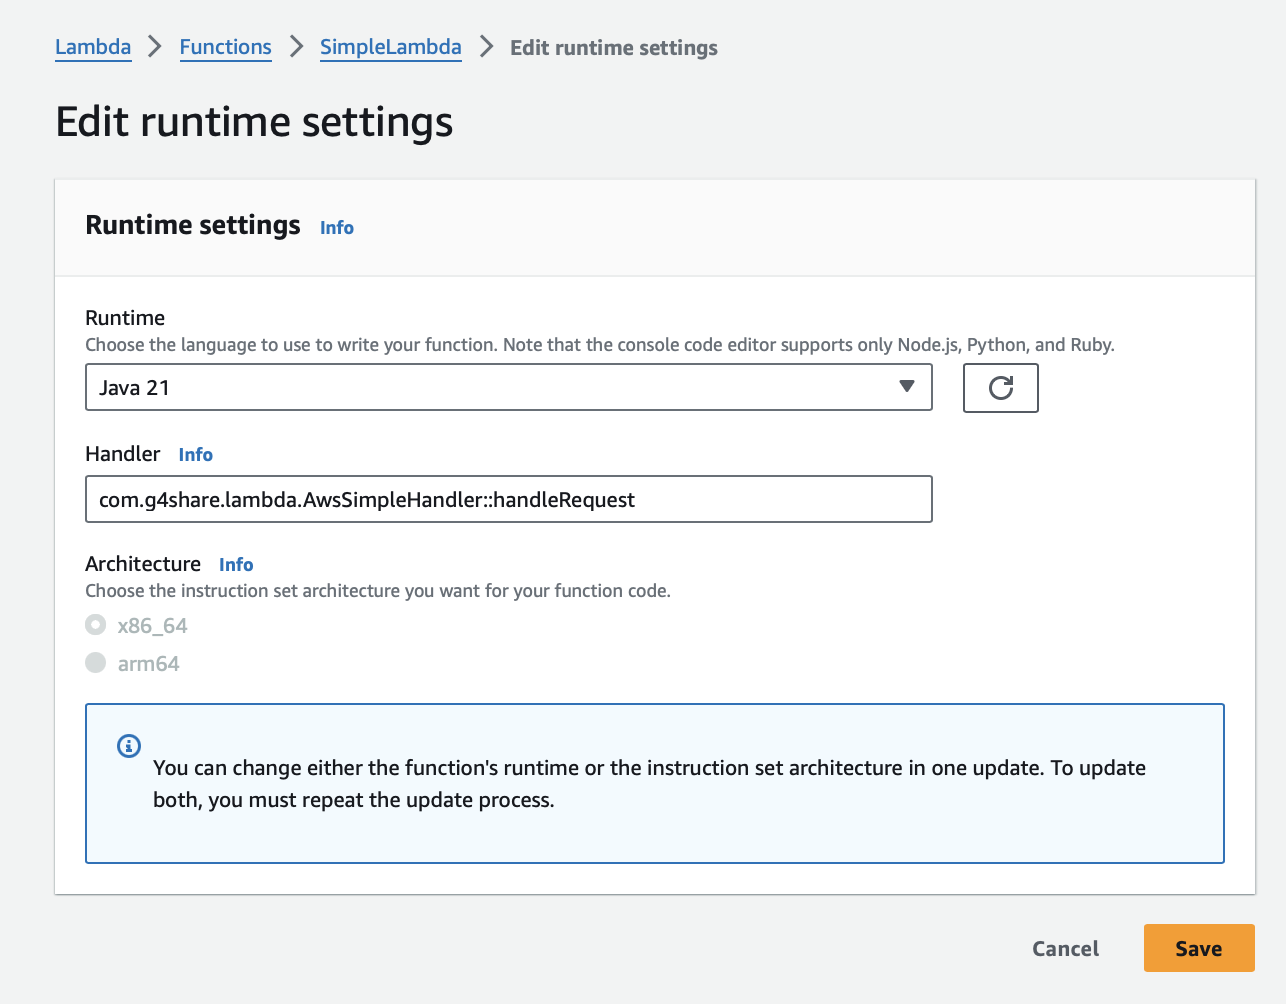 Lambda > Functions > SimpleLambda > Edit runtime settings
Edit runtime settings
Runtime settings Info
Runtime
Choose the language to use to write your function. Note that the console code editor supports only Node.js, Python, and Ruby.
Java 21
Handler Info
com.g4share.lambda.AwsSimpleHandler::handleRequest
Architecture Info
Choose the instruction set architecture you want for your function code.
x86_64
arm64
You can change either the function's runtime or the instruction set architecture in one update. To update
both, you must repeat the update process.
Cancel Save